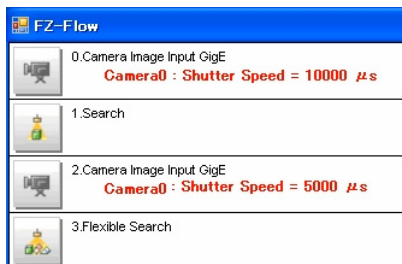 FZ-Flow
0.Camera Image Input GigE
Camera0 : Shutter Speed = 10000 μs
1.Search
2.Camera Image Input GigE
Camera0 : Shutter Speed = 5000 μs
3.Flexible Search